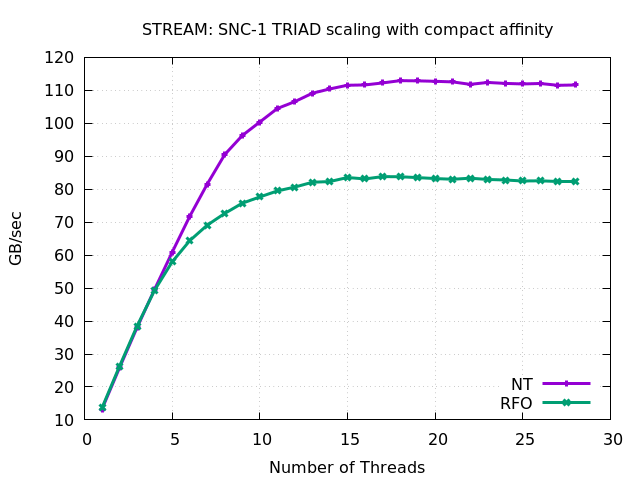 STREAM: SNC-1 TRIAD scaling with compact affinity
120
110
100
90
80
70
60
50
40
30
20
10
GB/sec
NT
RFO
0 5 10 15 20 25 30
Number of Threads